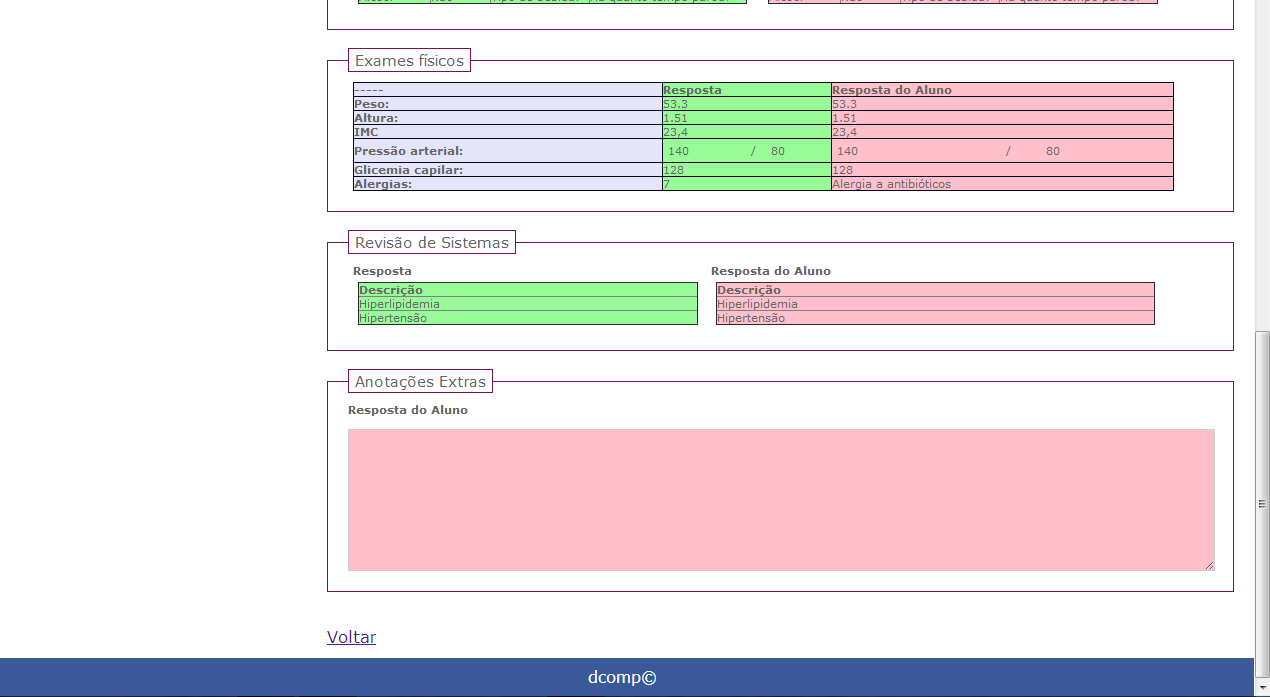 Exames físicos
----- Resposta Resposta do Aluno
Peso: 53.3 53.3
Altura: 1.51 1.51
IMC 23,4 23,4
Pressão arterial: 140 / 80 140 / 80
Glicemia capilar: 128 128
Alergias: 7 Alergia a antibióticos
Revisão de Sistemas
Resposta Resposta do Aluno
Descrição Descrição
Hiperlipidemia Hiperlipidemia
Hipertensão Hipertensão
Anotações Extras
Resposta do Aluno
Voltar
dcomp©